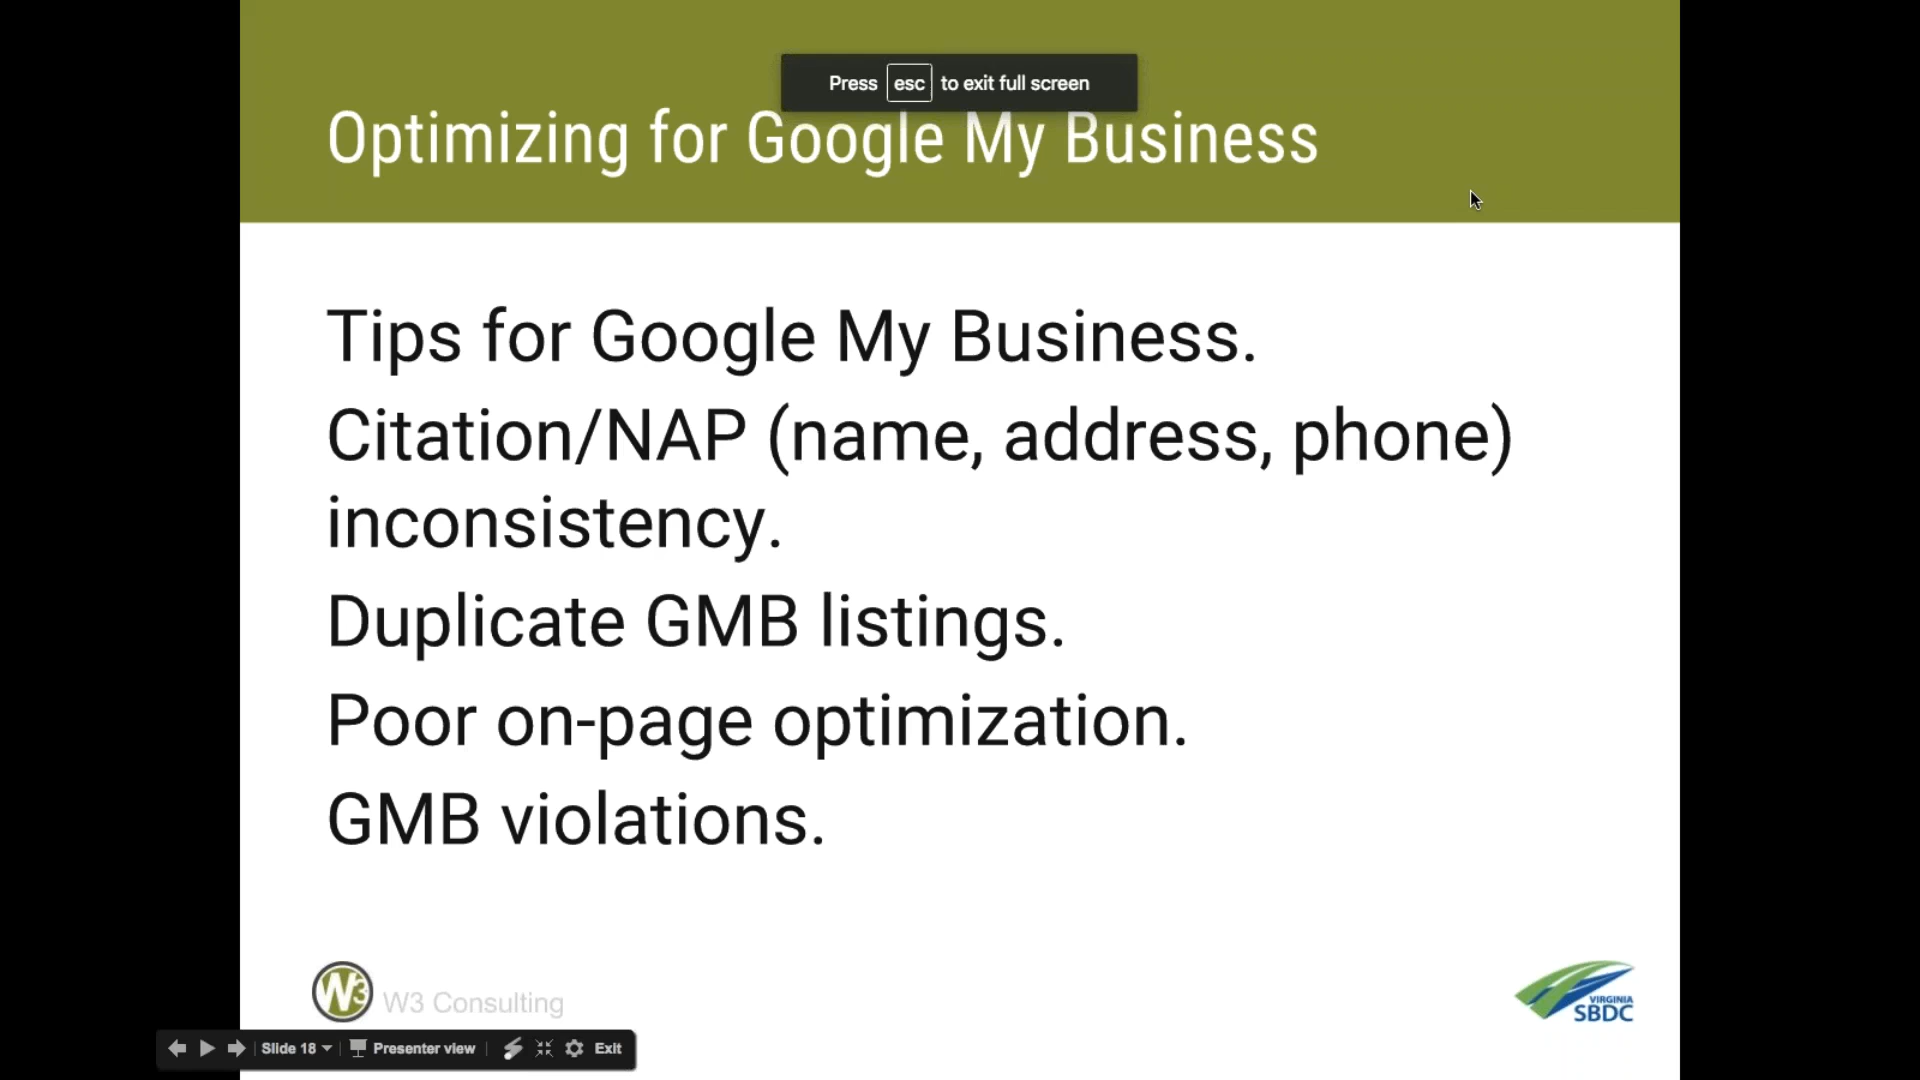 Press esc to exit full screen
Optimizing for Google My Business
Tips for Google My Business.
Citation/NAP (name, address, phone)
inconsistency.
Duplicate GMB listings.
Poor on-page optimization.
GMB violations.
W3 W3 Consulting
VIRGINIA
SBDC
Slide 18 Presenter view Exit